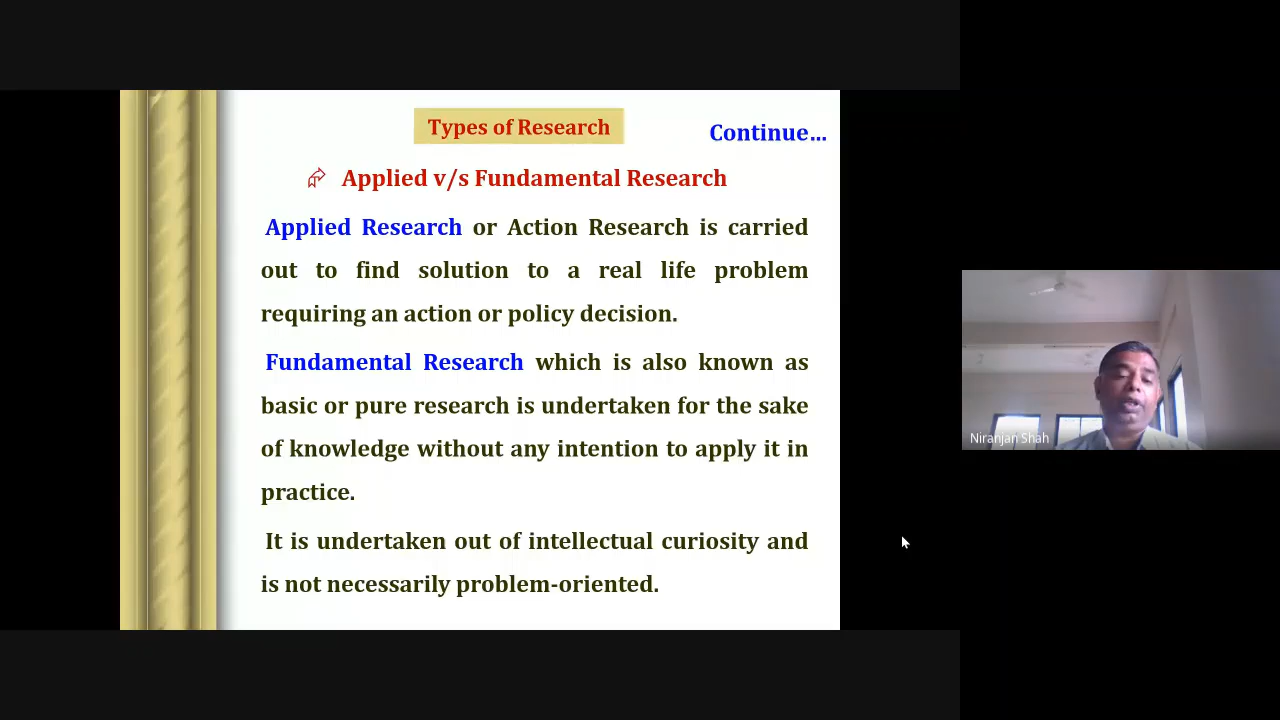 Types of Research
Continue...
Applied v/s Fundamental Research
Applied Research or Action Research is carried
out to find solution to a real life problem
requiring an action or policy decision.
Fundamental Research which is also known as
basic or pure research is undertaken for the sake
of knowledge without any intention to apply it in
practice.
It is undertaken out of intellectual curiosity and
is not necessarily problem-oriented.
Niranjan Shah